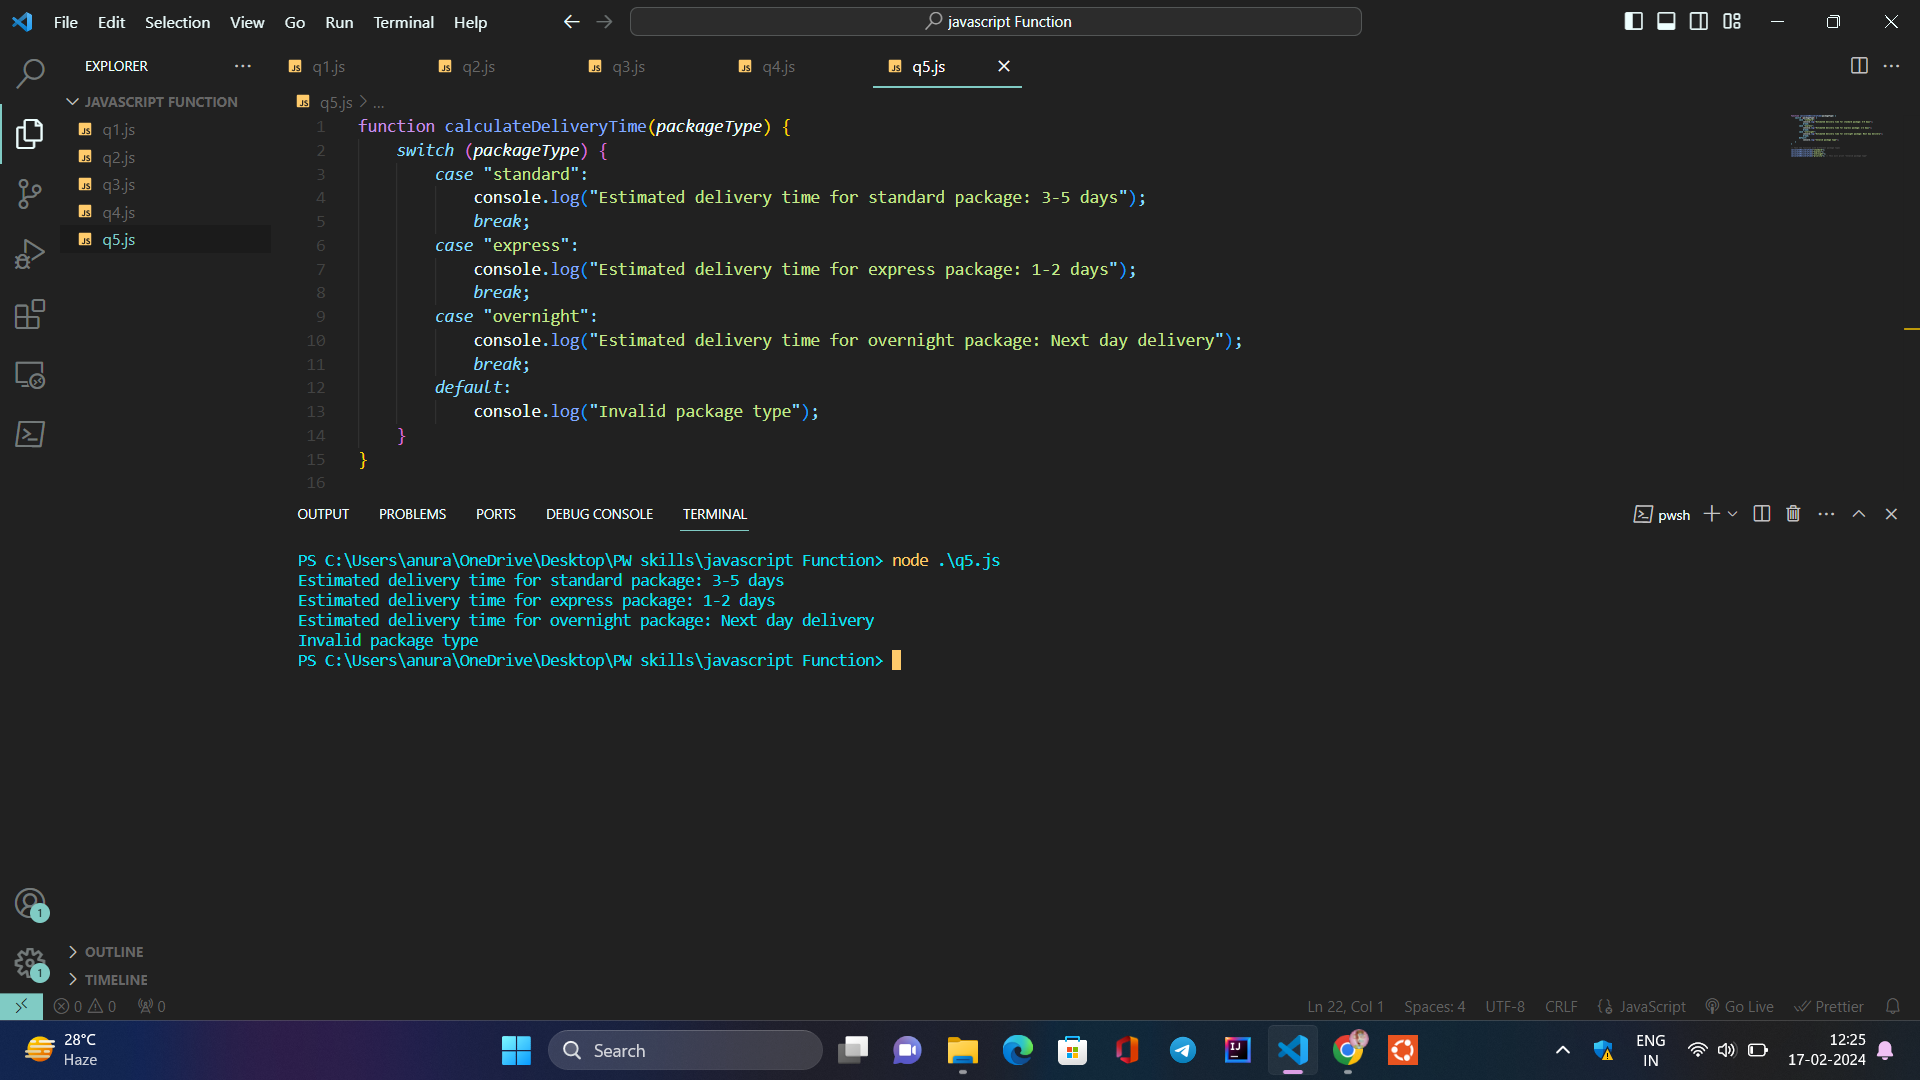 File Edit Selection View Go Run Terminal Help
javascript Function
EXPLORER
q1.js
q2.js
q3.js
q4.js
q5.js
JAVASCRIPT FUNCTION
q1.js
q2.js
q3.js
q4.js
q5.js
q5.js > ...
1 function calculateDeliveryTime(packageType) {
2 switch (packageType) {
3 case "standard":
4 console.log("Estimated delivery time for standard package: 3-5 days");
5 break;
6 case "express":
7 console.log("Estimated delivery time for express package: 1-2 days");
8 break;
9 case "overnight":
10 console.log("Estimated delivery time for overnight package: Next day delivery");
11 break;
12 default:
13 console.log("Invalid package type");
14 }
15 }
16
OUTPUT PROBLEMS PORTS DEBUG CONSOLE TERMINAL
pwsh
PS C:\Users\anura\OneDrive\Desktop\PW skills\javascript Function> node .\q5.js
Estimated delivery time for standard package: 3-5 days
Estimated delivery time for express package: 1-2 days
Estimated delivery time for overnight package: Next day delivery
Invalid package type
PS C:\Users\anura\OneDrive\Desktop\PW skills\javascript Function>
1
1
OUTLINE
TIMELINE
0 0 0
Ln 22, Col 1 Spaces: 4 UTF-8 CRLF JavaScript Go Live Prettier
28°C
Haze
Search
ENG
IN
12:25
17-02-2024